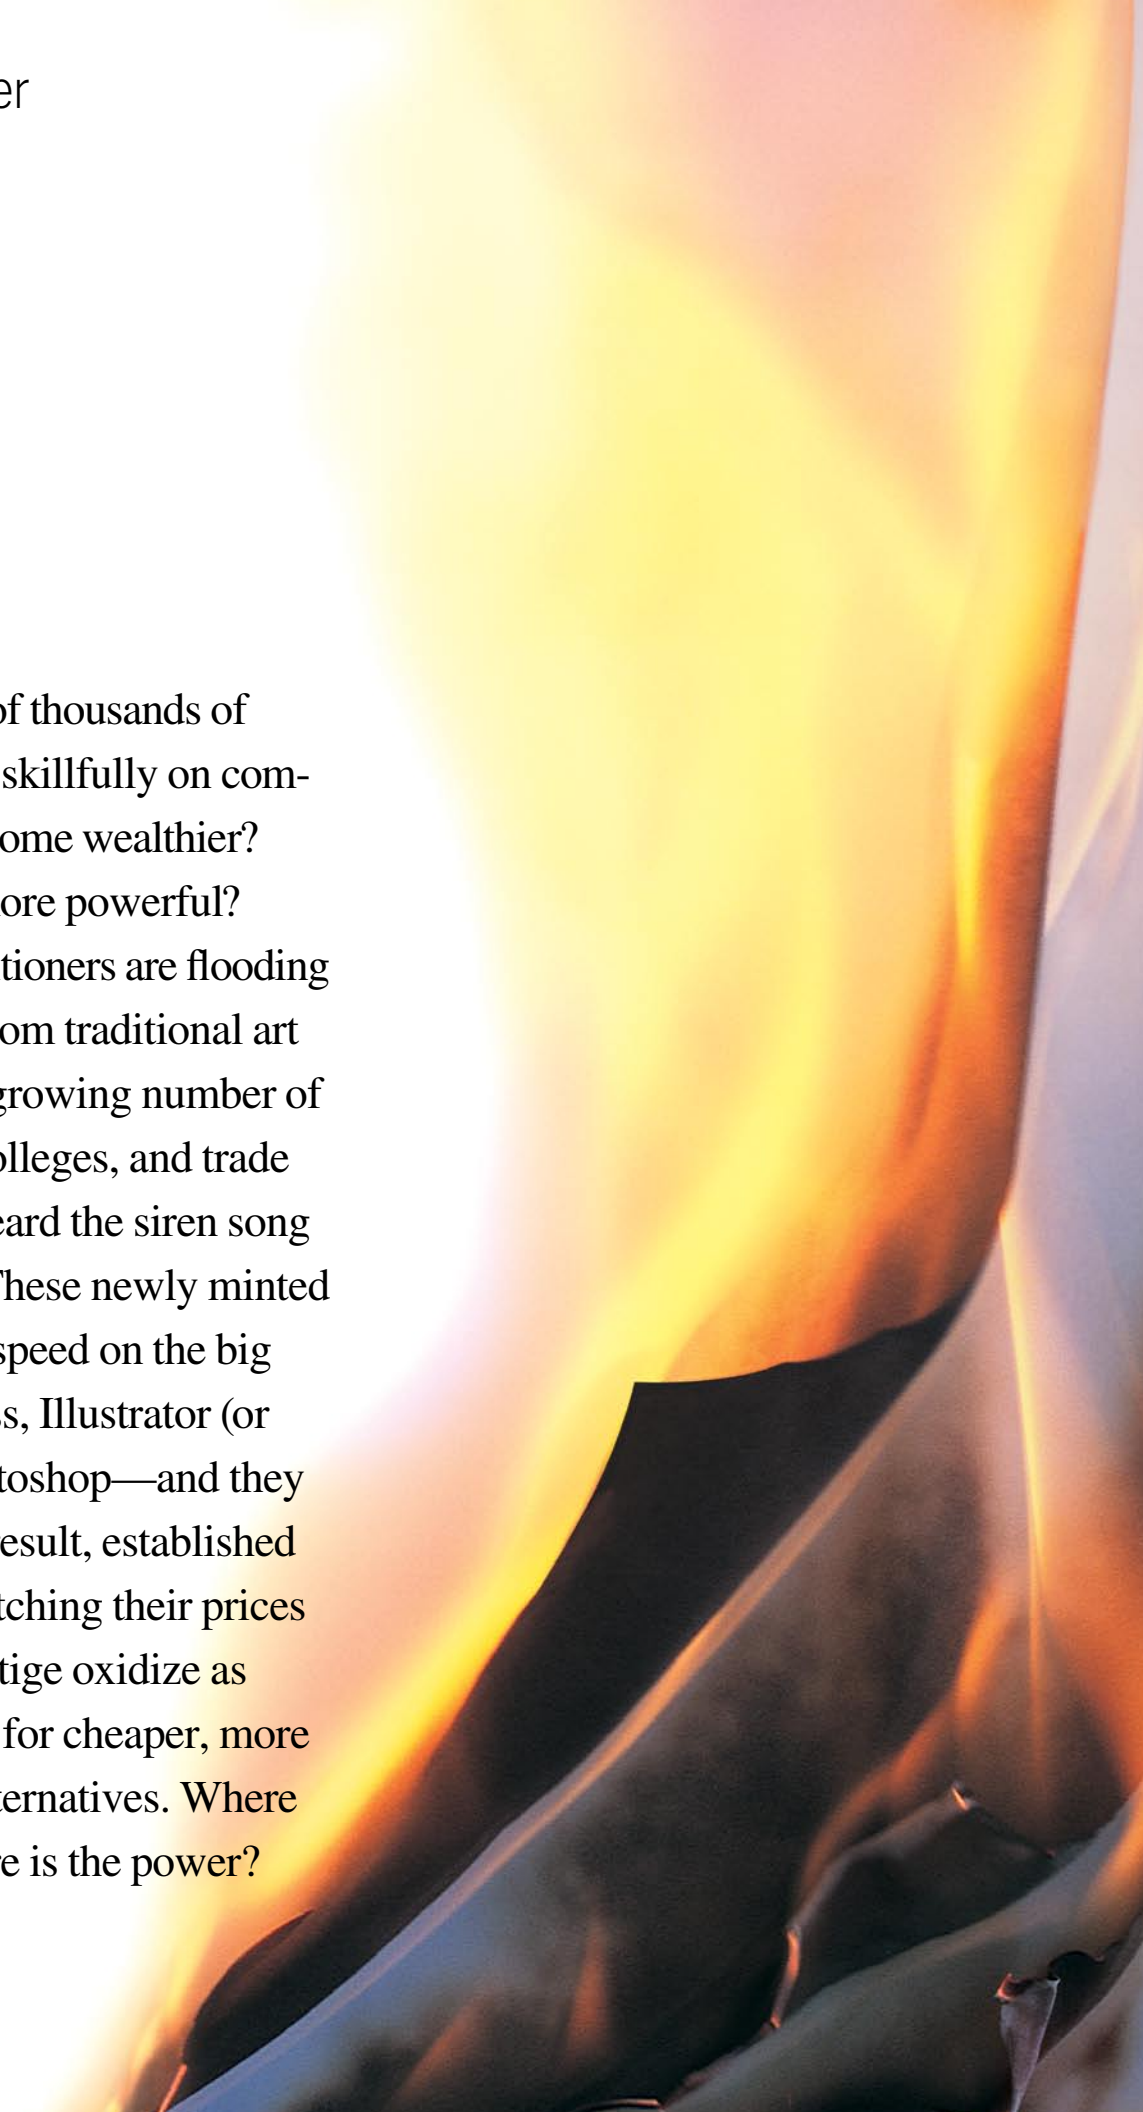 er
of thousands of
skillfully on com-
ome wealthier?
ore powerful?
tioners are flooding
om traditional art
growing number of
olleges, and trade
eard the siren song
These newly minted
speed on the big
s, Illustrator (or
toshop—and they
esult, established
tching their prices
tige oxidize as
for cheaper, more
ternatives. Where
e is the power?